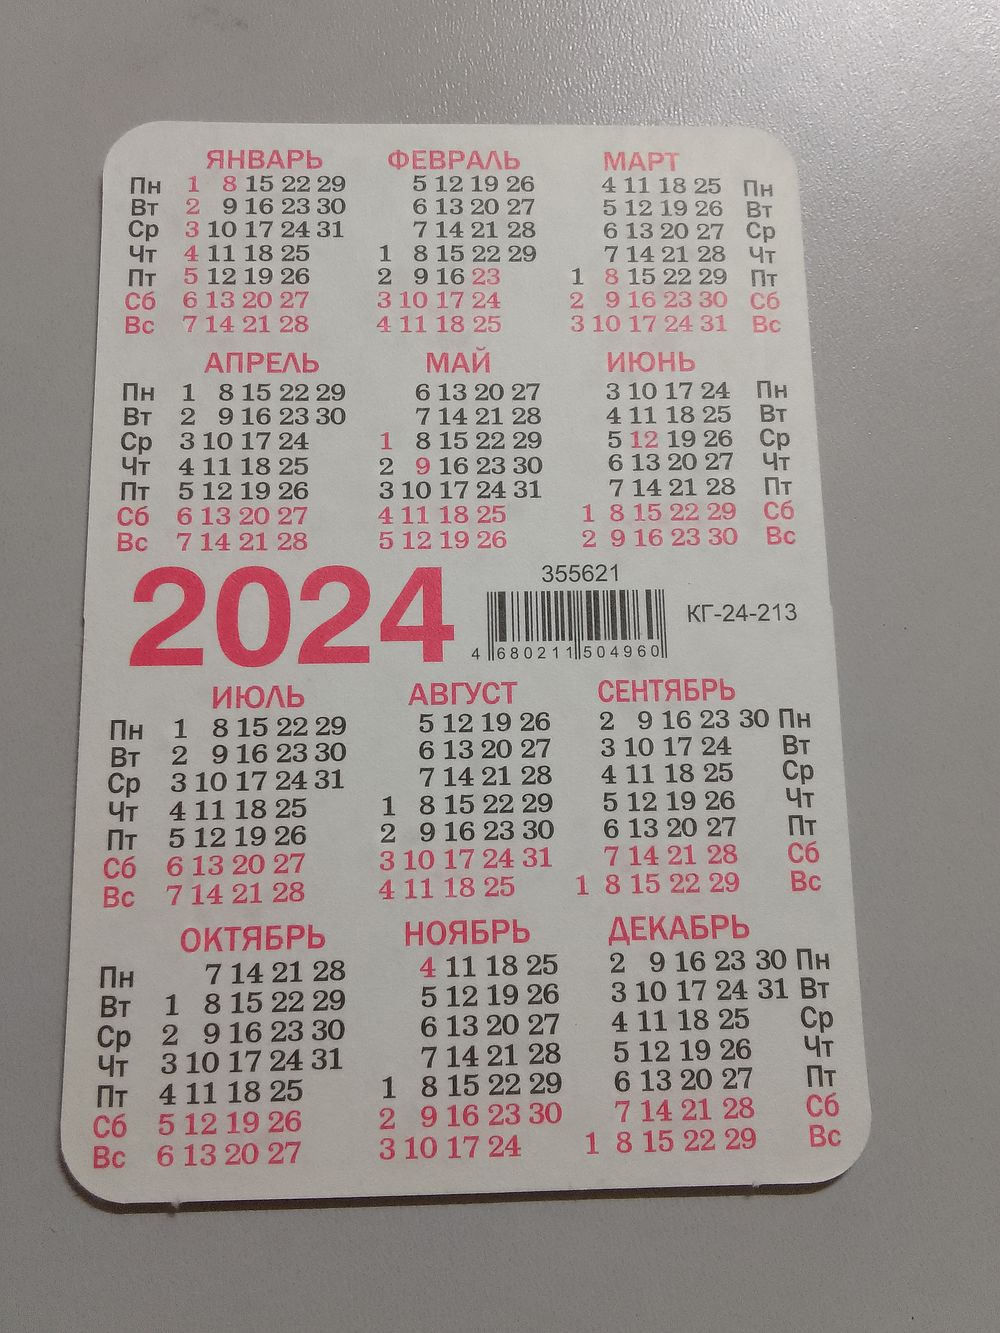 ЯНВАРЬ ФЕВРАЛЬ МАРТ
Пн 1 8 15 22 29 5 12 19 26 4 11 18 25 Пн
Вт 2 9 16 23 30 6 13 20 27 5 12 19 26 Вт
Ср 3 10 17 24 31 7 14 21 28 6 13 20 27 Ср
Чт 4 11 18 25 1 8 15 22 29 7 14 21 28 Чт
Пт 5 12 19 26 2 9 16 23 1 8 15 22 29 Пт
Сб 6 13 20 27 3 10 17 24 2 9 16 23 30 Сб
Вс 7 14 21 28 4 11 18 25 3 10 17 24 31 Вс
АПРЕЛЬ МАЙ ИЮНЬ
Пн 1 8 15 22 29 6 13 20 27 3 10 17 24 Пн
Вт 2 9 16 23 30 7 14 21 28 4 11 18 25 Вт
Ср 3 10 17 24 1 8 15 22 29 5 12 19 26 Ср
Чт 4 11 18 25 2 9 16 23 30 6 13 20 27 Чт
Пт 5 12 19 26 3 10 17 24 31 7 14 21 28 Пт
Сб 6 13 20 27 4 11 18 25 1 8 15 22 29 Сб
Вс 7 14 21 28 5 12 19 26 2 9 16 23 30 Вс
2024
355621
4 680211 504960
КГ-24-213
ИЮЛЬ АВГУСТ СЕНТЯБРЬ
Пн 1 8 15 22 29 5 12 19 26 2 9 16 23 30 Пн
Вт 2 9 16 23 30 6 13 20 27 3 10 17 24 Вт
Ср 3 10 17 24 31 7 14 21 28 4 11 18 25 Ср
Чт 4 11 18 25 1 8 15 22 29 5 12 19 26 Чт
Пт 5 12 19 26 2 9 16 23 30 6 13 20 27 Пт
Сб 6 13 20 27 3 10 17 24 31 7 14 21 28 Сб
Вс 7 14 21 28 4 11 18 25 1 8 15 22 29 Вс
ОКТЯБРЬ НОЯБРЬ ДЕКАБРЬ
Пн 7 14 21 28 4 11 18 25 2 9 16 23 30 Пн
Вт 1 8 15 22 29 5 12 19 26 3 10 17 24 31 Вт
Ср 2 9 16 23 30 6 13 20 27 4 11 18 25 Ср
Чт 3 10 17 24 31 7 14 21 28 5 12 19 26 Чт
Пт 4 11 18 25 1 8 15 22 29 6 13 20 27 Пт
Сб 5 12 19 26 2 9 16 23 30 7 14 21 28 Сб
Вс 6 13 20 27 3 10 17 24 1 8 15 22 29 Вс